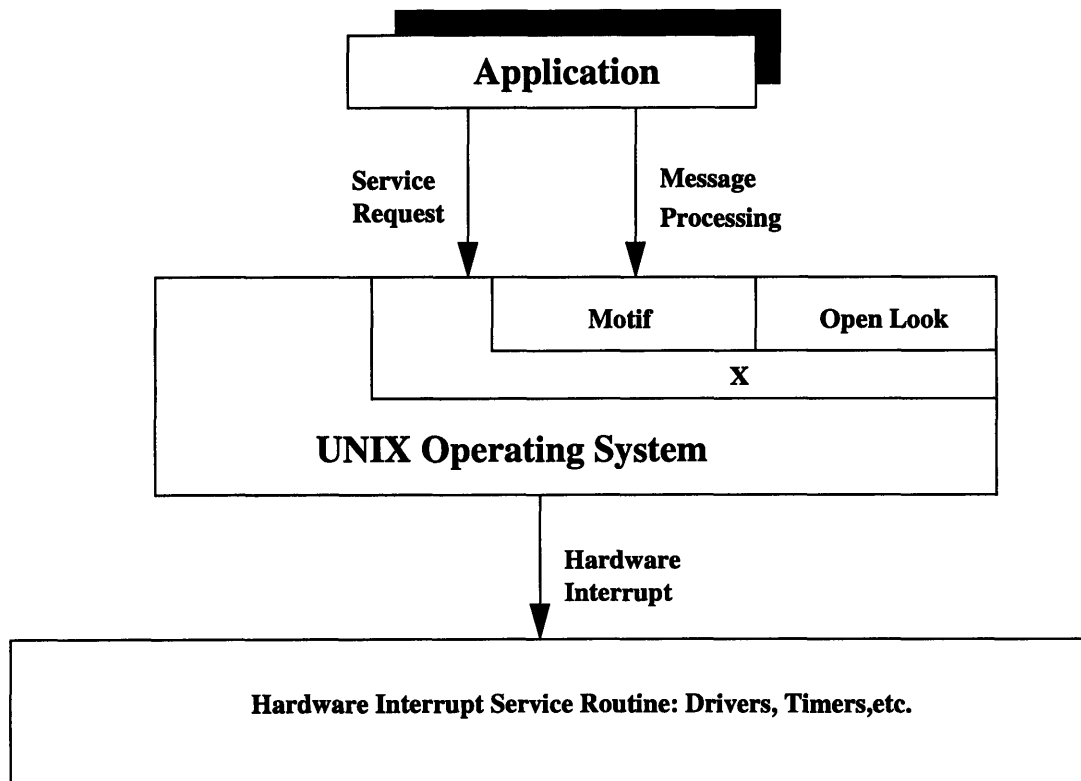 Application
Service
Request
Message
Processing
Motif
Open Look
X
UNIX Operating System
Hardware
Interrupt
Hardware Interrupt Service Routine: Drivers, Timers,etc.